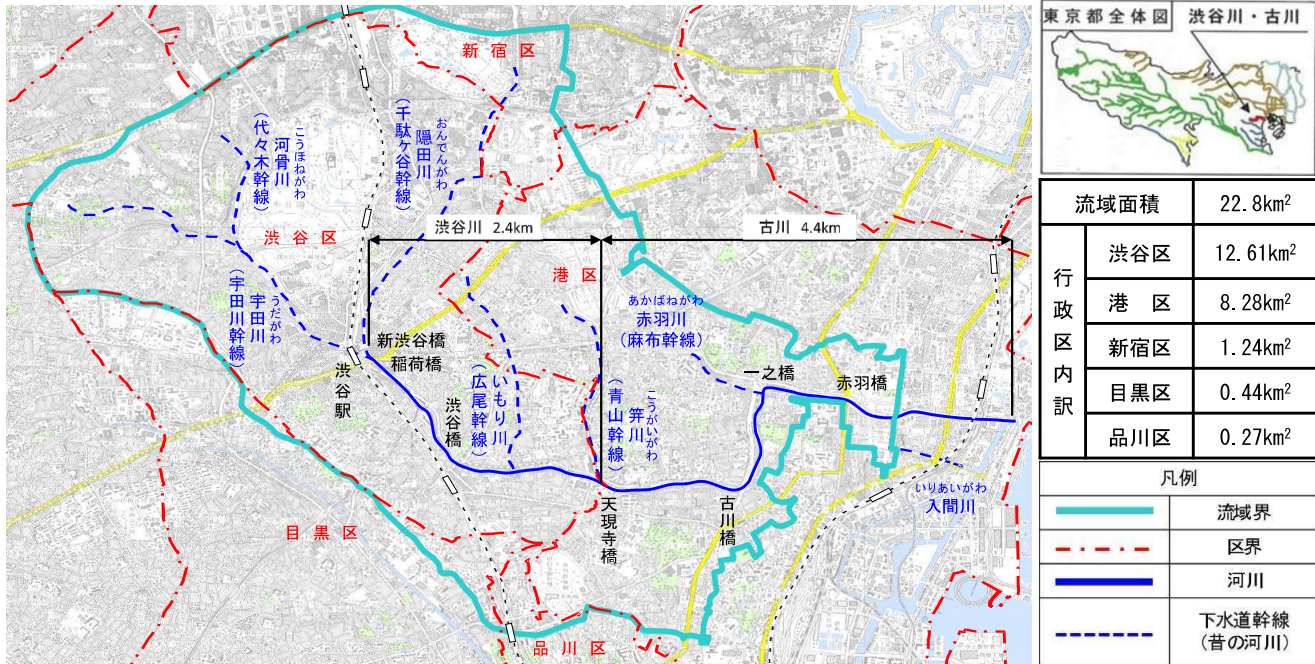 新宿区
おんでんがわ
隠田川
(千駄ヶ谷幹線)
こうほねがわ
河骨川
(代々木幹線)
渋谷区
渋谷川 2.4km
古川 4.4km
港区
うだがわ
宇田川
(宇田川幹線)
あかばねがわ
赤羽川
(麻布幹線)
新渋谷橋
稲荷橋
渋谷駅
渋谷橋
いもり川
(広尾幹線)
こうがいがわ
笄川
(青山幹線)
一之橋
赤羽橋
天現寺橋
古川橋
いりあいがわ
入間川
目黒区
品川区
東京都全体図
渋谷川・古川
流域面積 22.8km²
行政区内訳
渋谷区 12.61km²
港 区 8.28km²
新宿区 1.24km²
目黒区 0.44km²
品川区 0.27km²
凡例
流域界
区界
河川
下水道幹線
(昔の河川)